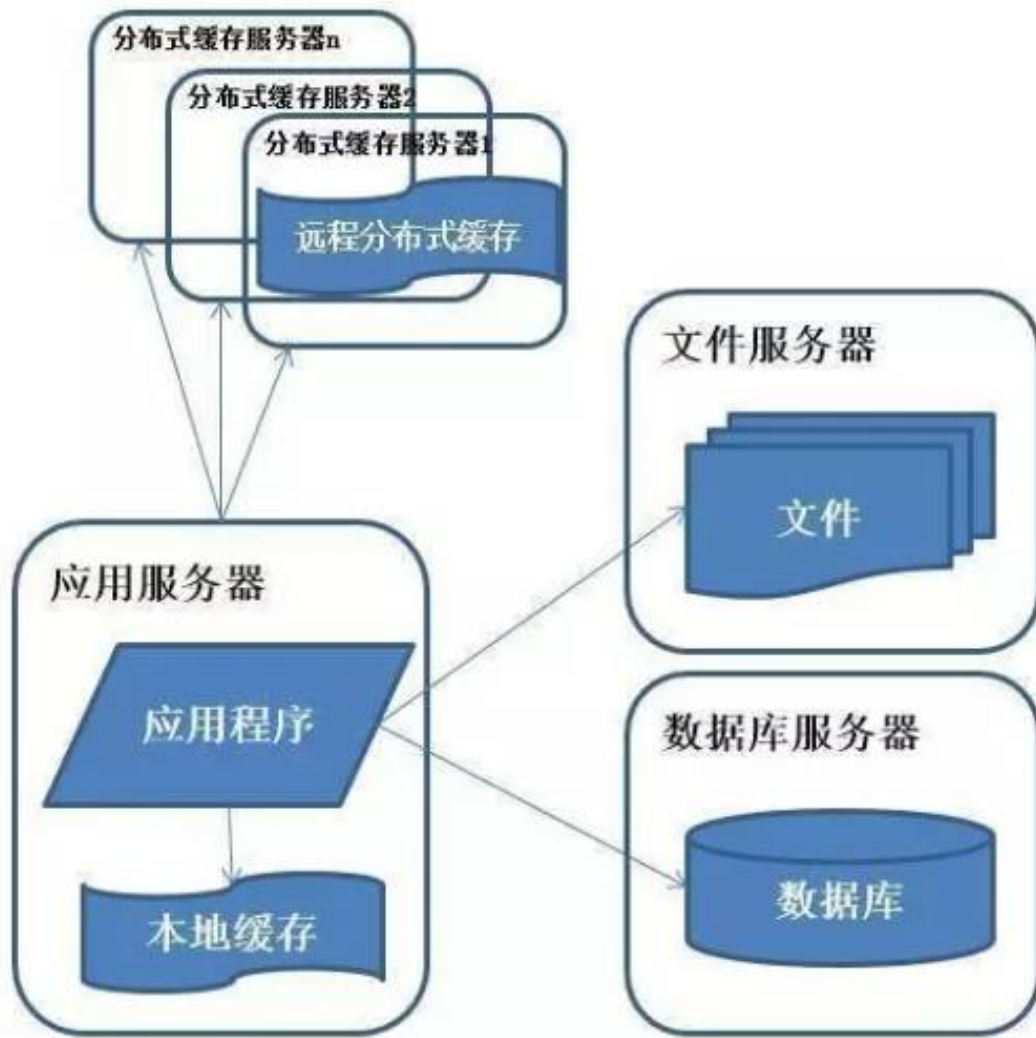 分布式缓存服务器n
分布式缓存服务器2
分布式缓存服务器1
远程分布式缓存
文件服务器
文件
应用服务器
应用程序
本地缓存
数据库服务器
数据库